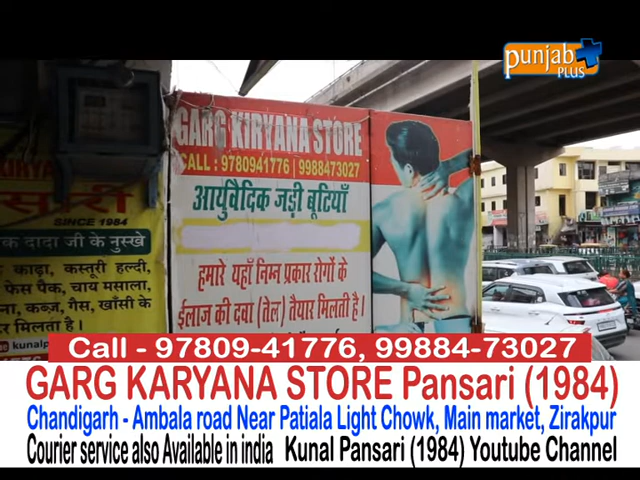 punjab
PLUS
GARG KIRYANA STORE
CALL : 9780941776 | 9988473027
आयुर्वैदिक जड़ी बूटियाँ
हमारे यहाँ निम्न प्रकार रोगों के
ईलाज की दवा (तेल) तैयार मिलती है।
SINCE 1984
क दादा जी के नुस्खे
काढ़ा, कस्तूरी हल्दी,
फेस पैक, चाय मसाला,
ना, कब्ज़, गैस, खाँसी के
र मिलता है।
Call - 97809-41776, 99884-73027
GARG KARYANA STORE Pansari (1984)
Chandigarh - Ambala road Near Patiala Light Chowk, Main market, Zirakpur
Courier service also Available in india Kunal Pansari (1984) Youtube Channel